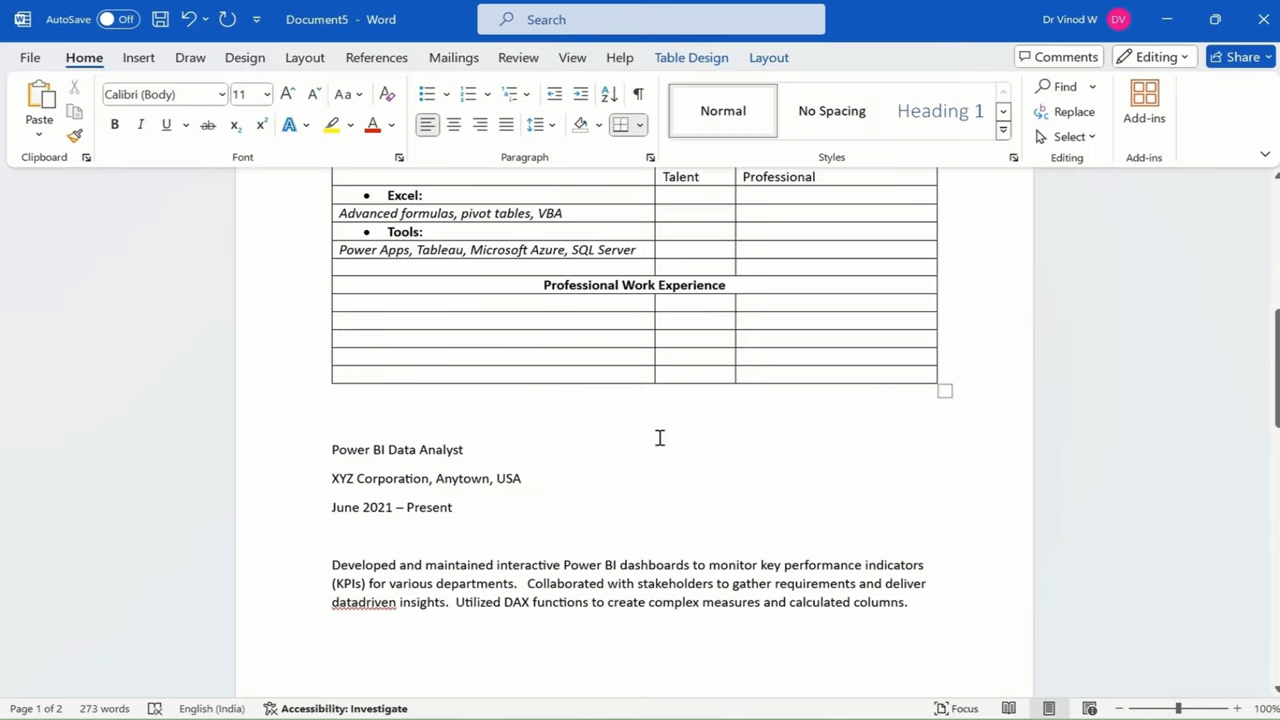 AutoSave Off Document5 - Word Search Dr Vinod W DV
File Home Insert Draw Design Layout References Mailings Review View Help Table Design Layout Comments Editing Share
Paste Calibri (Body) 11 A A Aa A Normal No Spacing Heading 1 Find Replace Select Add-ins
B I U ab x2 x2 A A
Clipboard Font Paragraph Styles Editing Add-ins
Talent Professional
• Excel:
Advanced formulas, pivot tables, VBA
• Tools:
Power Apps, Tableau, Microsoft Azure, SQL Server
Professional Work Experience
Power BI Data Analyst
XYZ Corporation, Anytown, USA
June 2021 – Present
Developed and maintained interactive Power BI dashboards to monitor key performance indicators
(KPIs) for various departments. Collaborated with stakeholders to gather requirements and deliver
datadriven insights. Utilized DAX functions to create complex measures and calculated columns.
Page 1 of 2 273 words English (India) Accessibility: Investigate Focus 100%